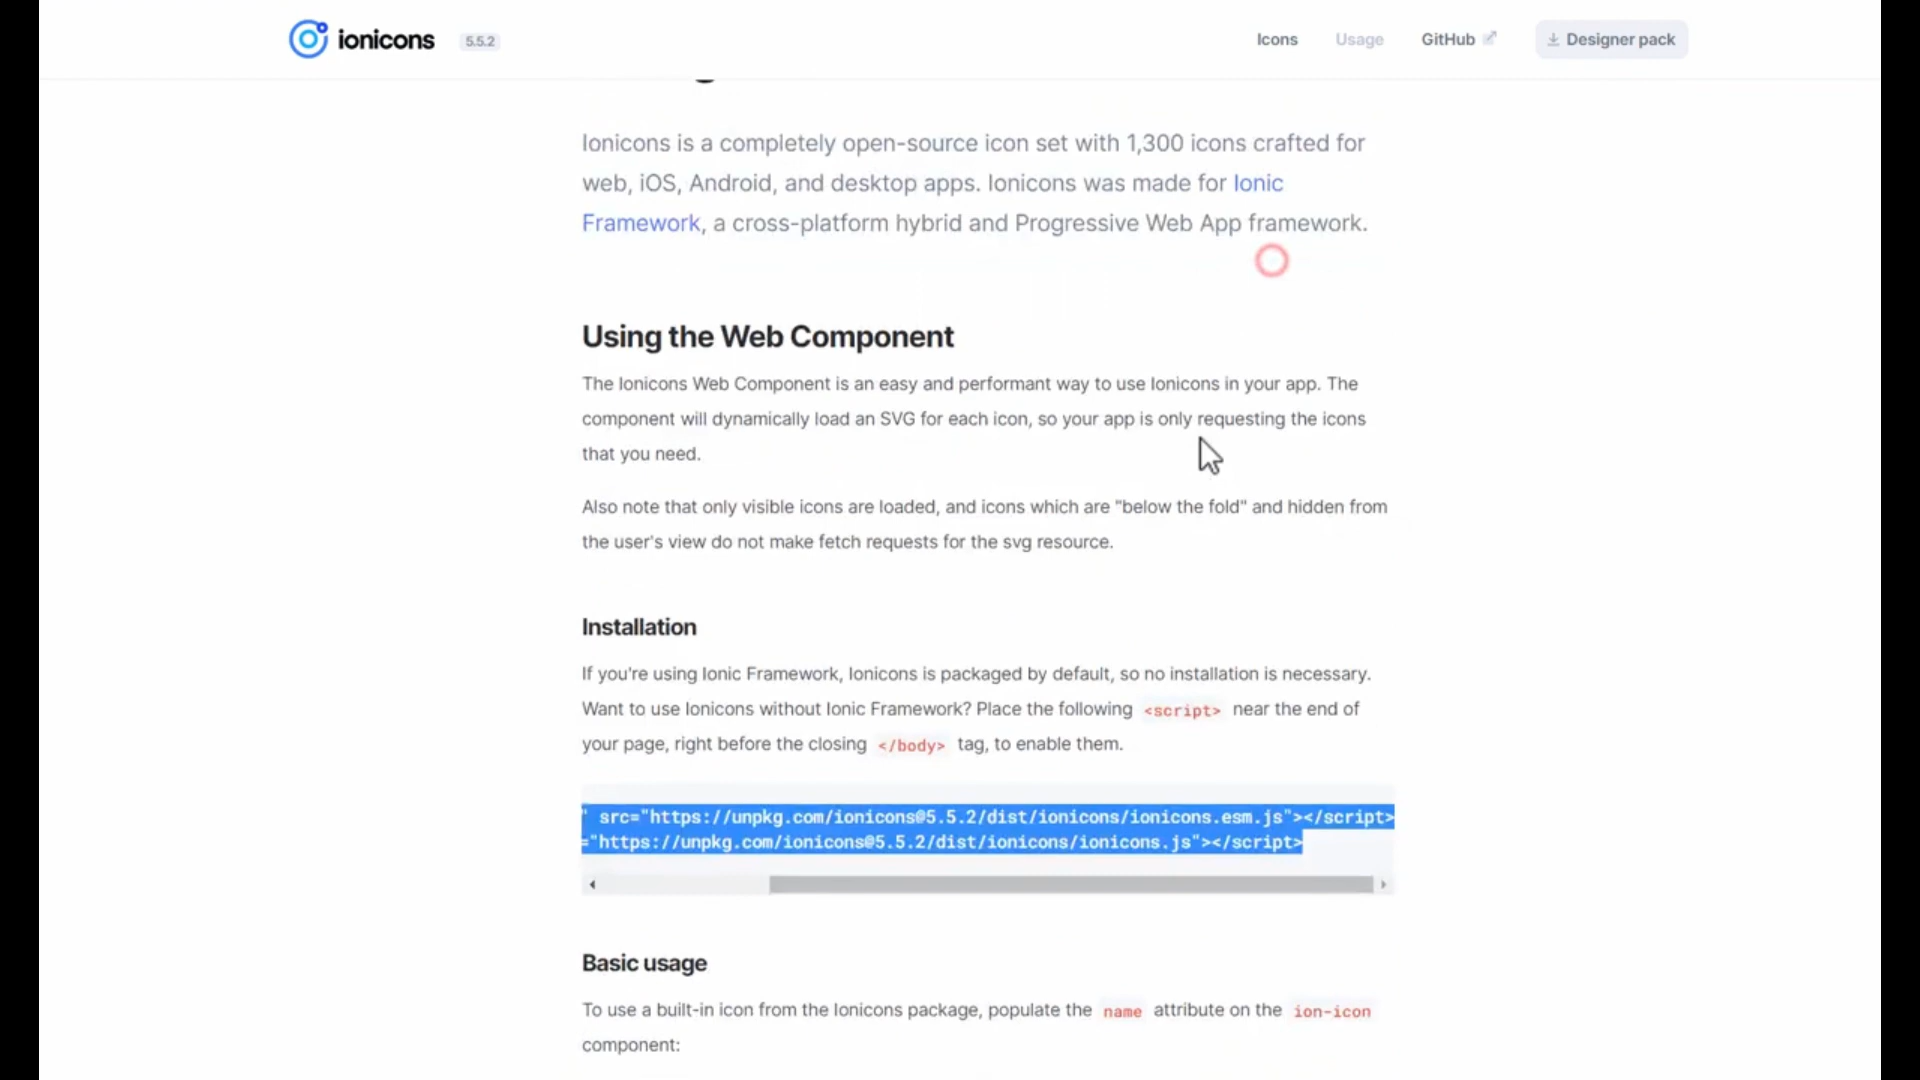 ionicons 5.5.2 Icons Usage GitHub Designer pack
Ionicons is a completely open-source icon set with 1,300 icons crafted for
web, iOS, Android, and desktop apps. Ionicons was made for Ionic
Framework, a cross-platform hybrid and Progressive Web App framework.
Using the Web Component
The Ionicons Web Component is an easy and performant way to use Ionicons in your app. The
component will dynamically load an SVG for each icon, so your app is only requesting the icons
that you need.
Also note that only visible icons are loaded, and icons which are "below the fold" and hidden from
the user's view do not make fetch requests for the svg resource.
Installation
If you're using Ionic Framework, Ionicons is packaged by default, so no installation is necessary.
Want to use Ionicons without Ionic Framework? Place the following <script> near the end of
your page, right before the closing </body> tag, to enable them.
" src="https://unpkg.com/ionicons@5.5.2/dist/ionicons/ionicons.esm.js"></script>
="https://unpkg.com/ionicons@5.5.2/dist/ionicons/ionicons.js"></script>
Basic usage
To use a built-in icon from the Ionicons package, populate the name attribute on the ion-icon
component: